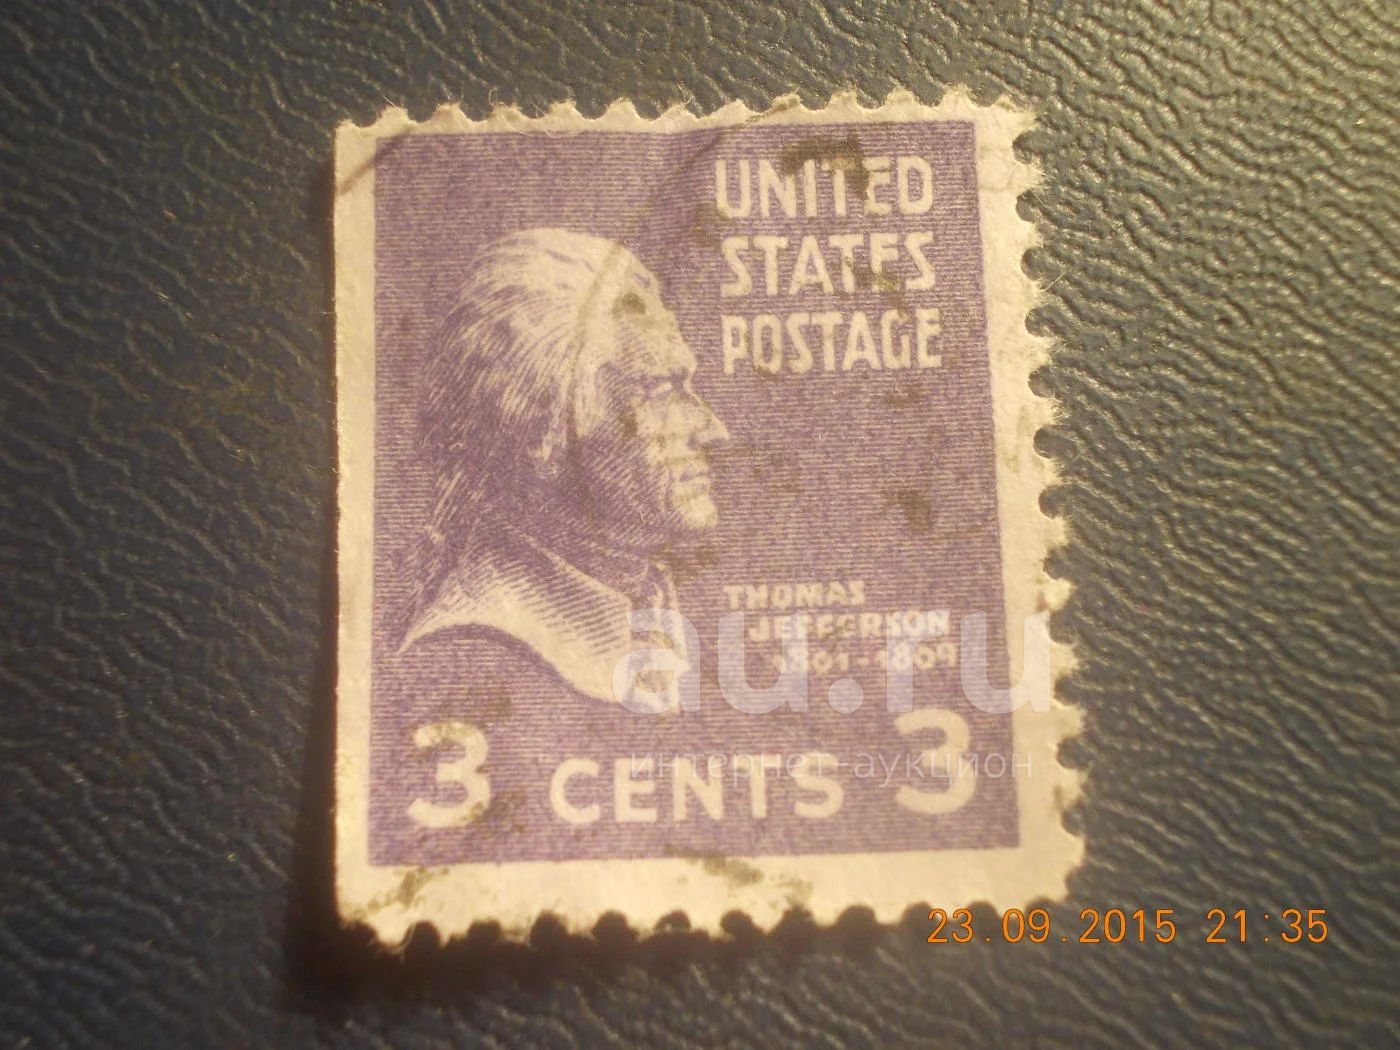 UNITED
STATES
POSTAGE
THOMAS
JEFFERSON
1801-1809
3 CENTS 3
au.ru
интернет-аукцион
23.09.2015 21:35